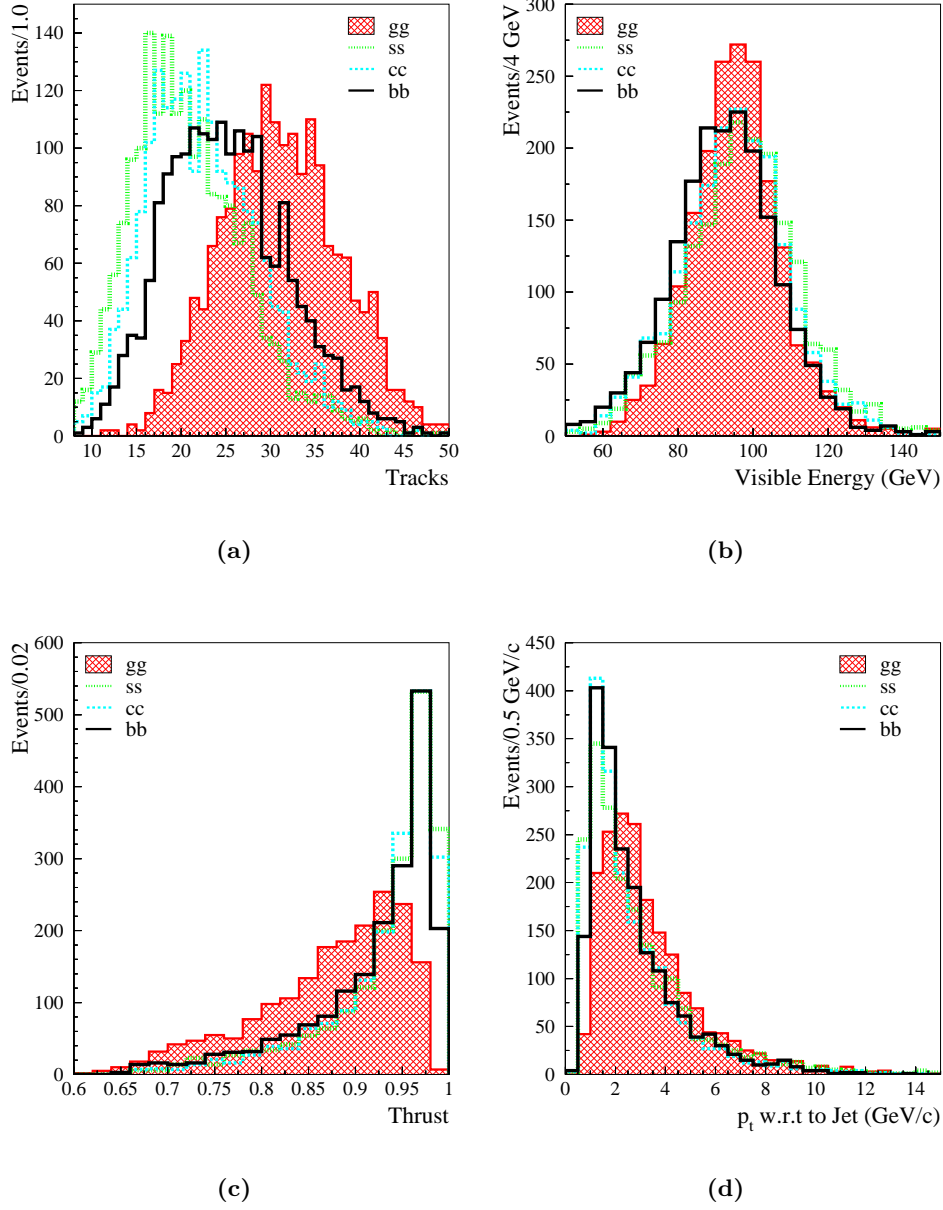 Events/1.0
140
120
100
80
60
40
20
0
10 15 20 25 30 35 40 45 50
Tracks
gg
ss
cc
bb
(a)
Events/4 GeV
300
250
200
150
100
50
0
60 80 100 120 140
Visible Energy (GeV)
gg
ss
cc
bb
(b)
Events/0.02
600
500
400
300
200
100
0
0.6 0.65 0.7 0.75 0.8 0.85 0.9 0.95 1
Thrust
gg
ss
cc
bb
(c)
Events/0.5 GeV/c
450
400
350
300
250
200
150
100
50
0
0 2 4 6 8 10 12 14
pt w.r.t to Jet (GeV/c)
gg
ss
cc
bb
(d)